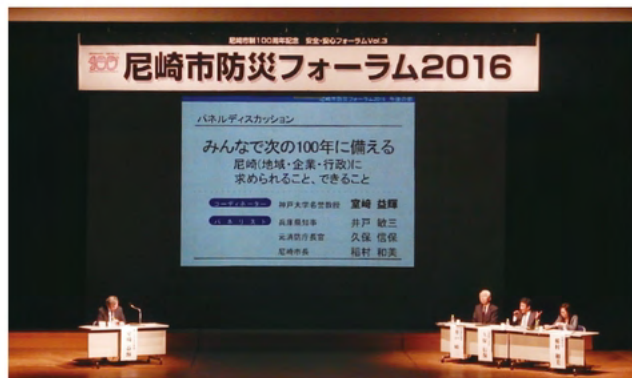 尼崎市制100周年記念 安全・安心フォーラムVol.3
100 尼崎市防災フォーラム2016
パネルディスカッション
みんなで次の100年に備える
尼崎(地域・企業・行政)に
求められること、できること
コーディネーター 神戸大学名誉教授 室﨑 益輝
パネリスト 兵庫県知事 井戸 敏三
元消防庁長官 久保 信保
尼崎市長 稲村 和美